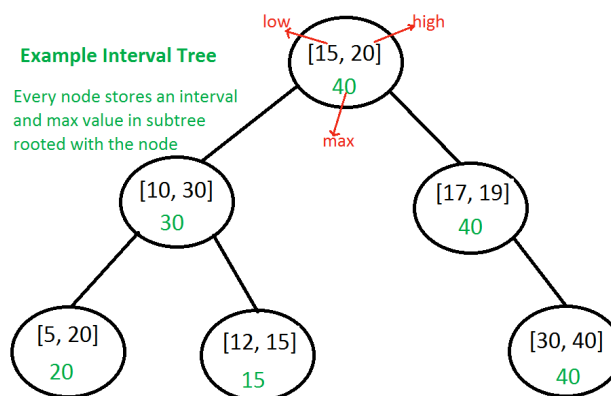 low
high
[15, 20]
40
max
Example Interval Tree
Every node stores an interval
and max value in subtree
rooted with the node
[10, 30]
30
[17, 19]
40
[5, 20]
20
[12, 15]
15
[30, 40]
40